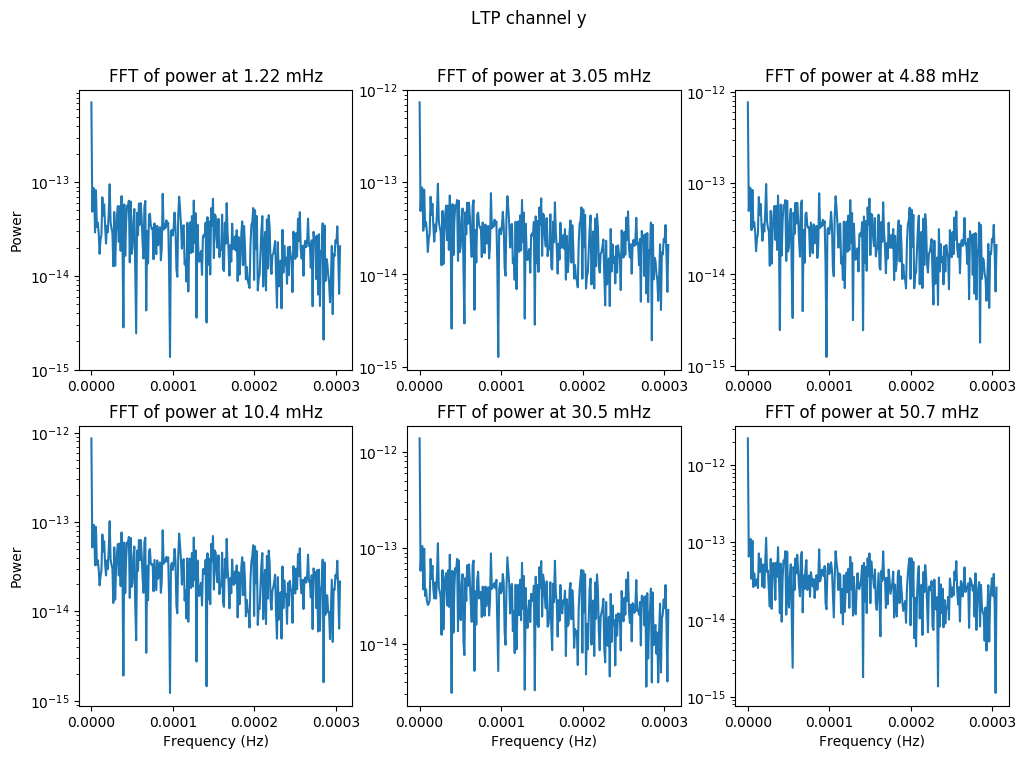 LTP channel y
FFT of power at 1.22 mHz
FFT of power at 3.05 mHz
FFT of power at 4.88 mHz
Power
10⁻¹³
10⁻¹⁴
10⁻¹⁵
0.0000 0.0001 0.0002 0.0003
10⁻¹²
10⁻¹³
10⁻¹⁴
10⁻¹⁵
0.0000 0.0001 0.0002 0.0003
10⁻¹²
10⁻¹³
10⁻¹⁴
10⁻¹⁵
0.0000 0.0001 0.0002 0.0003
FFT of power at 10.4 mHz
FFT of power at 30.5 mHz
FFT of power at 50.7 mHz
Power
10⁻¹²
10⁻¹³
10⁻¹⁴
10⁻¹⁵
0.0000 0.0001 0.0002 0.0003
Frequency (Hz)
10⁻¹²
10⁻¹³
10⁻¹⁴
0.0000 0.0001 0.0002 0.0003
Frequency (Hz)
10⁻¹²
10⁻¹³
10⁻¹⁴
10⁻¹⁵
0.0000 0.0001 0.0002 0.0003
Frequency (Hz)